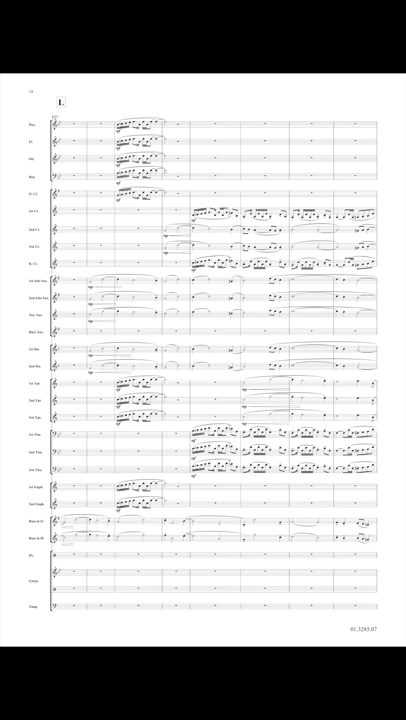 18
L
127
Picc.
Fl.
Ob.
Bsn.
E♭ Cl.
1st Cl.
2nd Cl.
3rd Cl.
B. Cl.
1st Alto Sax.
2nd Alto Sax.
Ten. Sax.
Bari. Sax.
1st Hn.
2nd Hn.
1st Tpt
2nd Tpt
3rd Tpt.
1st Tbn.
2nd Tbn.
3rd Tbn.
1st Euph.
2nd Euph.
Bass in E♭
Bass in B♭
Glock.
Timp.
01.3285.07